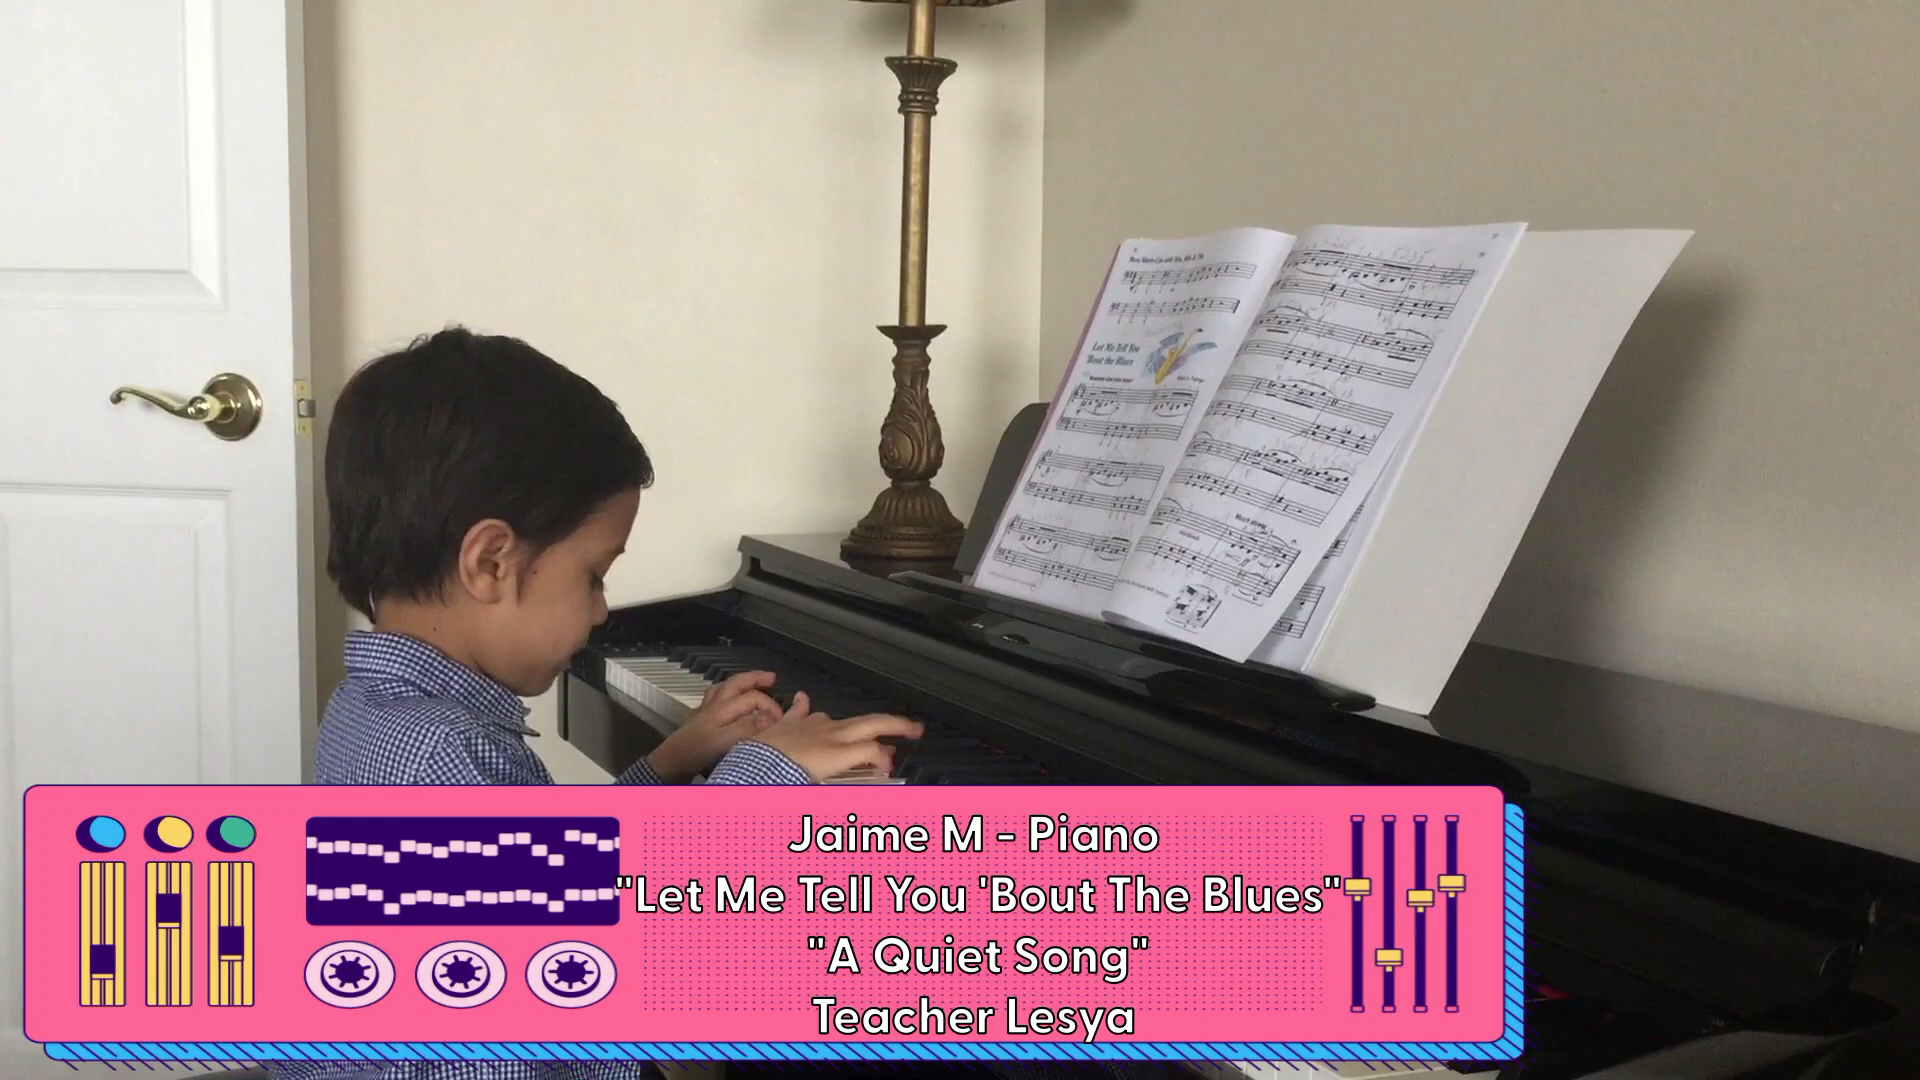 Let Me Tell You
'Bout the Blues
Jaime M - Piano
"Let Me Tell You 'Bout The Blues"
"A Quiet Song"
Teacher Lesya